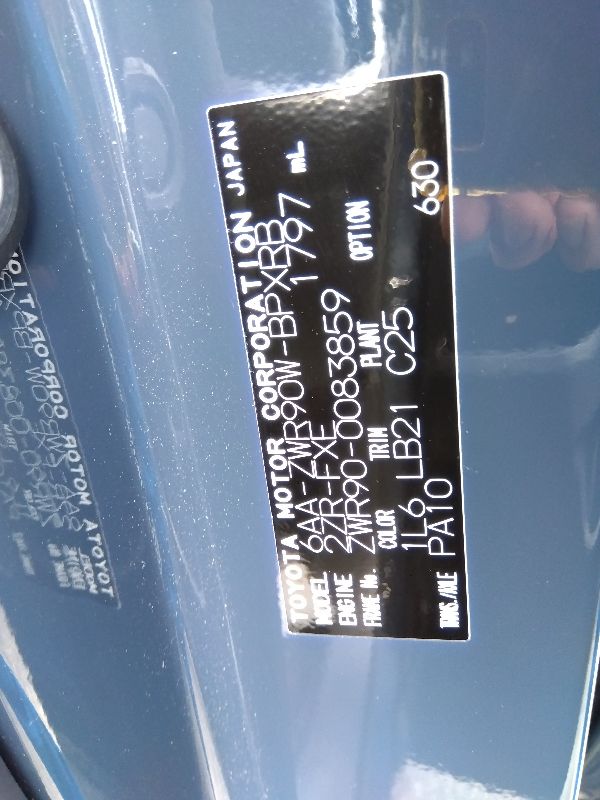 TOYOTA MOTOR CORPORATION JAPAN
MODEL 6AA-ZWR90W-BPXRB
ENGINE 2ZR-FXE 1797 mL
FRAME No. ZWR90-0083859
COLOR TRIM PLANT OPTION
1L6 LB21 C25
TRANS./AXLE PA10 630